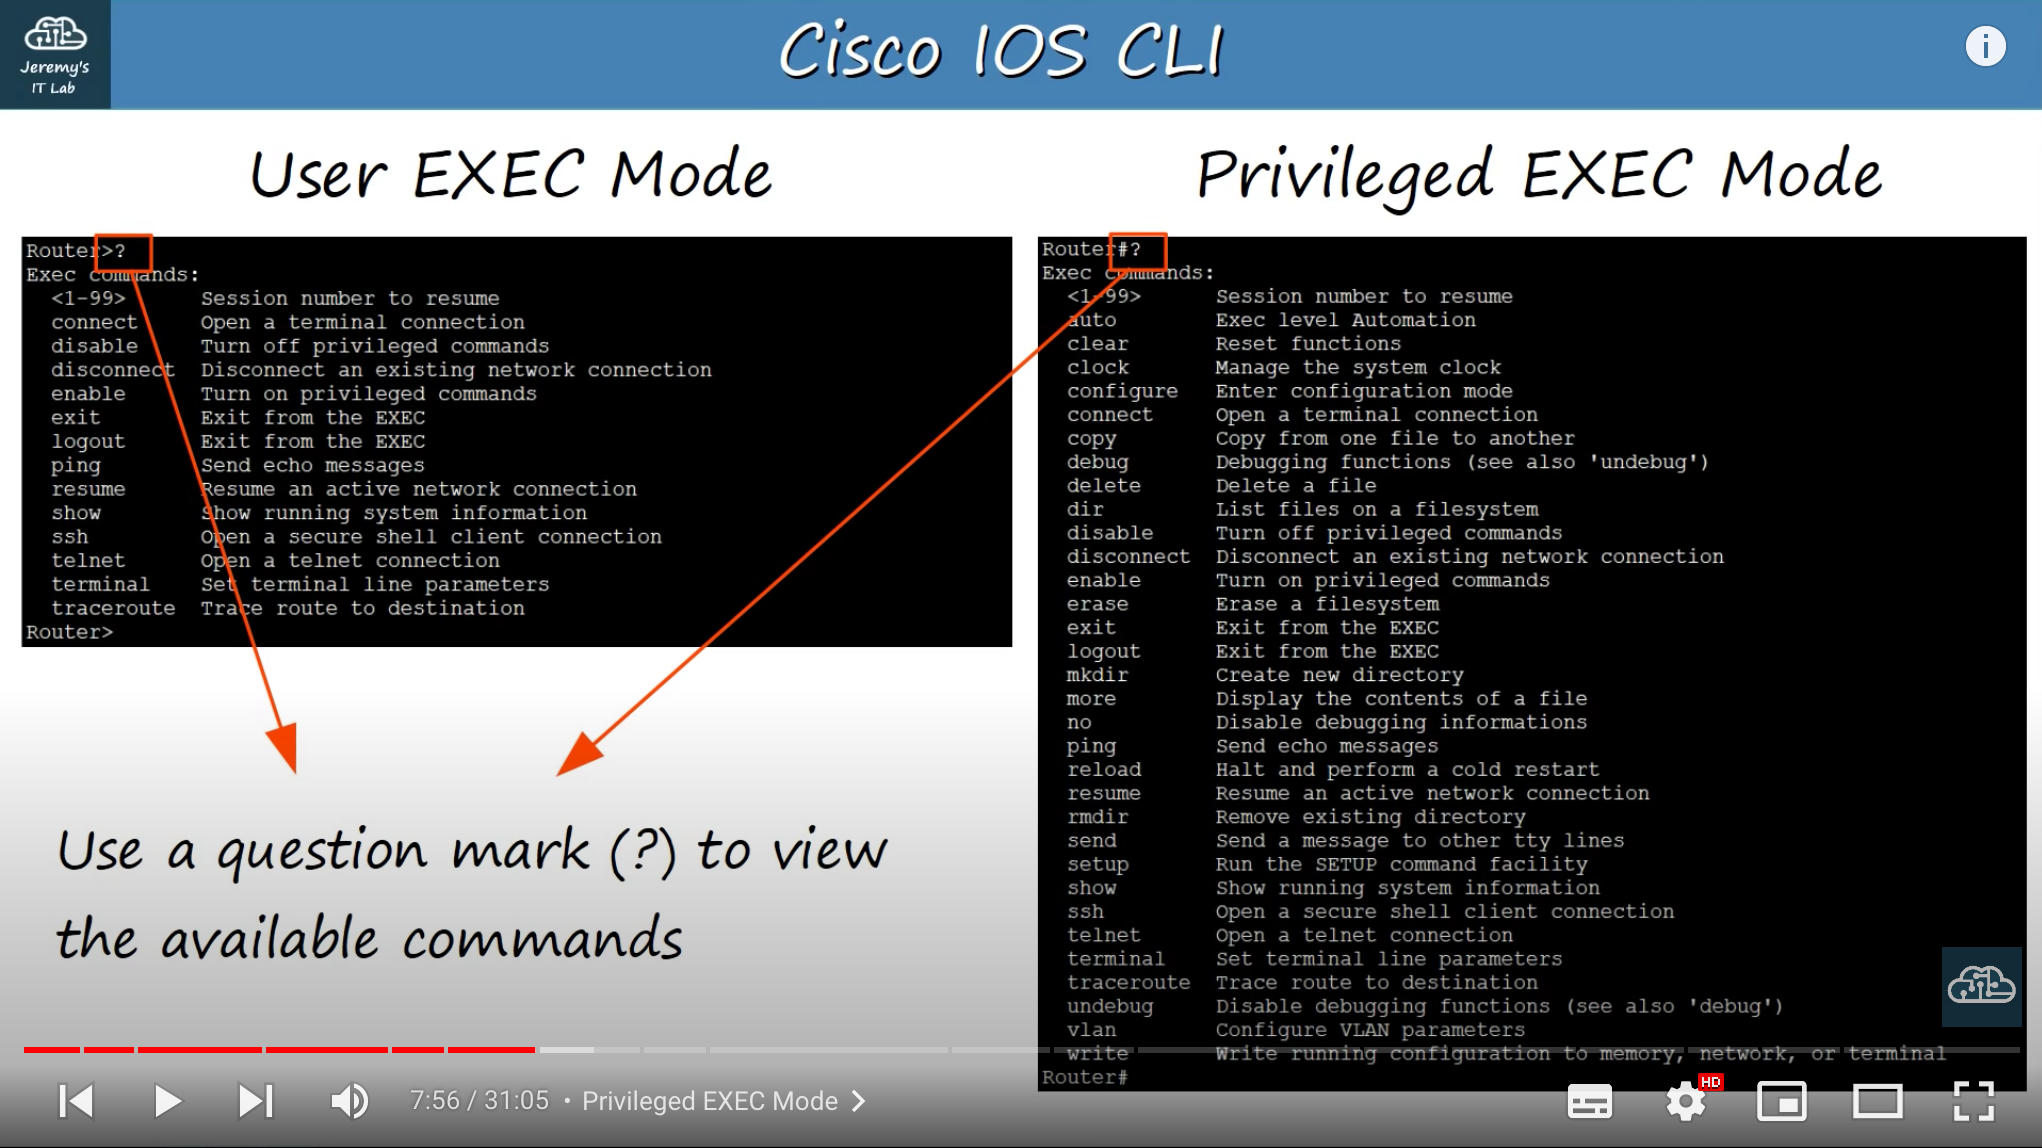 Jeremy's
IT Lab
Cisco IOS CLI
User EXEC Mode
Router>?
Exec commands:
<1-99> Session number to resume
connect Open a terminal connection
disable Turn off privileged commands
disconnect Disconnect an existing network connection
enable Turn on privileged commands
exit Exit from the EXEC
logout Exit from the EXEC
ping Send echo messages
resume Resume an active network connection
show Show running system information
ssh Open a secure shell client connection
telnet Open a telnet connection
terminal Set terminal line parameters
traceroute Trace route to destination
Router>
Use a question mark (?) to view
the available commands
Privileged EXEC Mode
Router#?
Exec commands:
<1-99> Session number to resume
auto Exec level Automation
clear Reset functions
clock Manage the system clock
configure Enter configuration mode
connect Open a terminal connection
copy Copy from one file to another
debug Debugging functions (see also 'undebug')
delete Delete a file
dir List files on a filesystem
disable Turn off privileged commands
disconnect Disconnect an existing network connection
enable Turn on privileged commands
erase Erase a filesystem
exit Exit from the EXEC
logout Exit from the EXEC
mkdir Create new directory
more Display the contents of a file
no Disable debugging informations
ping Send echo messages
reload Halt and perform a cold restart
resume Resume an active network connection
rmdir Remove existing directory
send Send a message to other tty lines
setup Run the SETUP command facility
show Show running system information
ssh Open a secure shell client connection
telnet Open a telnet connection
terminal Set terminal line parameters
traceroute Trace route to destination
undebug Disable debugging functions (see also 'debug')
vlan Configure VLAN parameters
write Write running configuration to memory, network, or terminal
Router#
7:56 / 31:05 • Privileged EXEC Mode
HD